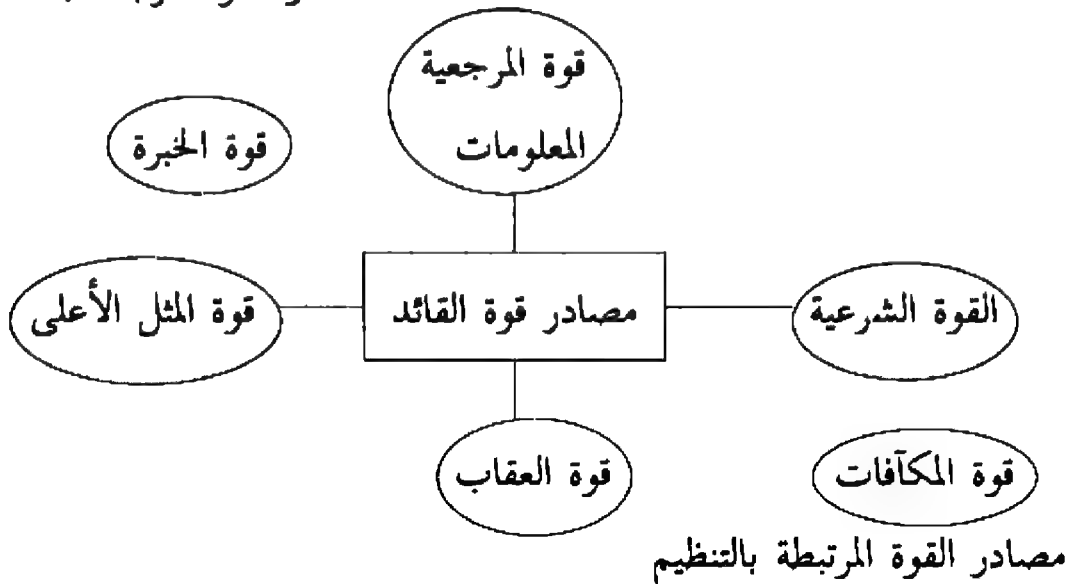 قوة المرجعية
المعلومات
قوة الخبرة
قوة المثل الأعلى
مصادر قوة القائد
القوة الشرعية
قوة العقاب
قوة المكآفات
مصادر القوة المرتبطة بالتنظيم